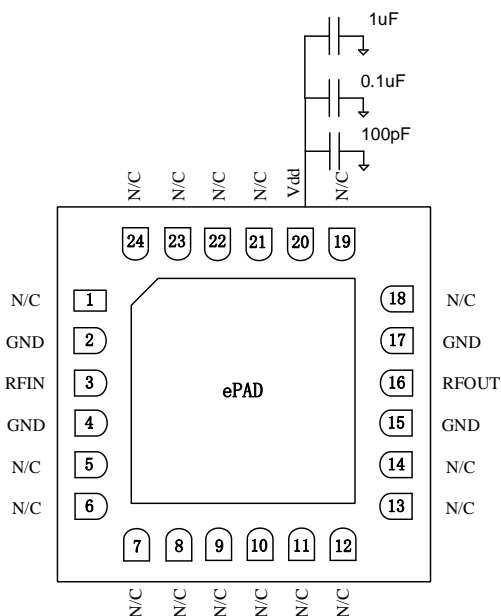 1uF
0.1uF
100pF
N/C N/C N/C N/C Vdd N/C
24 23 22 21 20 19
N/C 1 18 N/C
GND 2 17 GND
RFIN 3 16 RFOUT
ePAD
GND 4 15 GND
N/C 5 14 N/C
N/C 6 13 N/C
7 8 9 10 11 12
N/C N/C N/C N/C N/C N/C